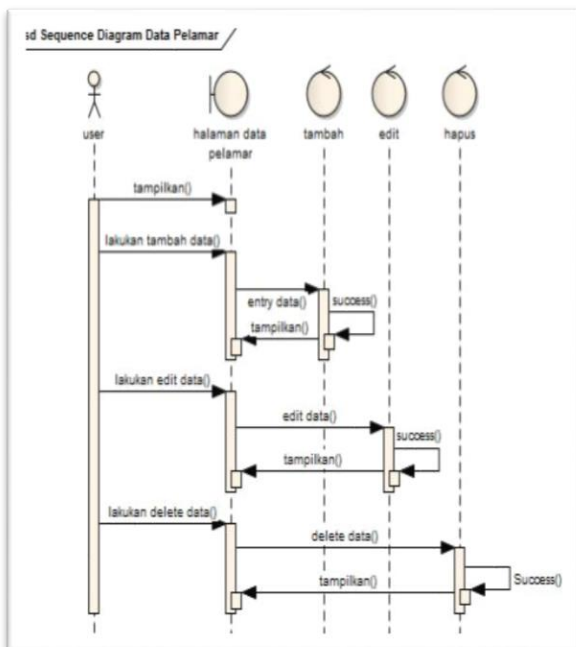 sd Sequence Diagram Data Pelamar
user
halaman data
pelamar
tambah
edit
hapus
tampilkan()
lakukan tambah data()
entry data()
success()
tampilkan()
lakukan edit data()
edit data()
success()
tampilkan()
lakukan delete data()
delete data()
tampilkan()
Success()